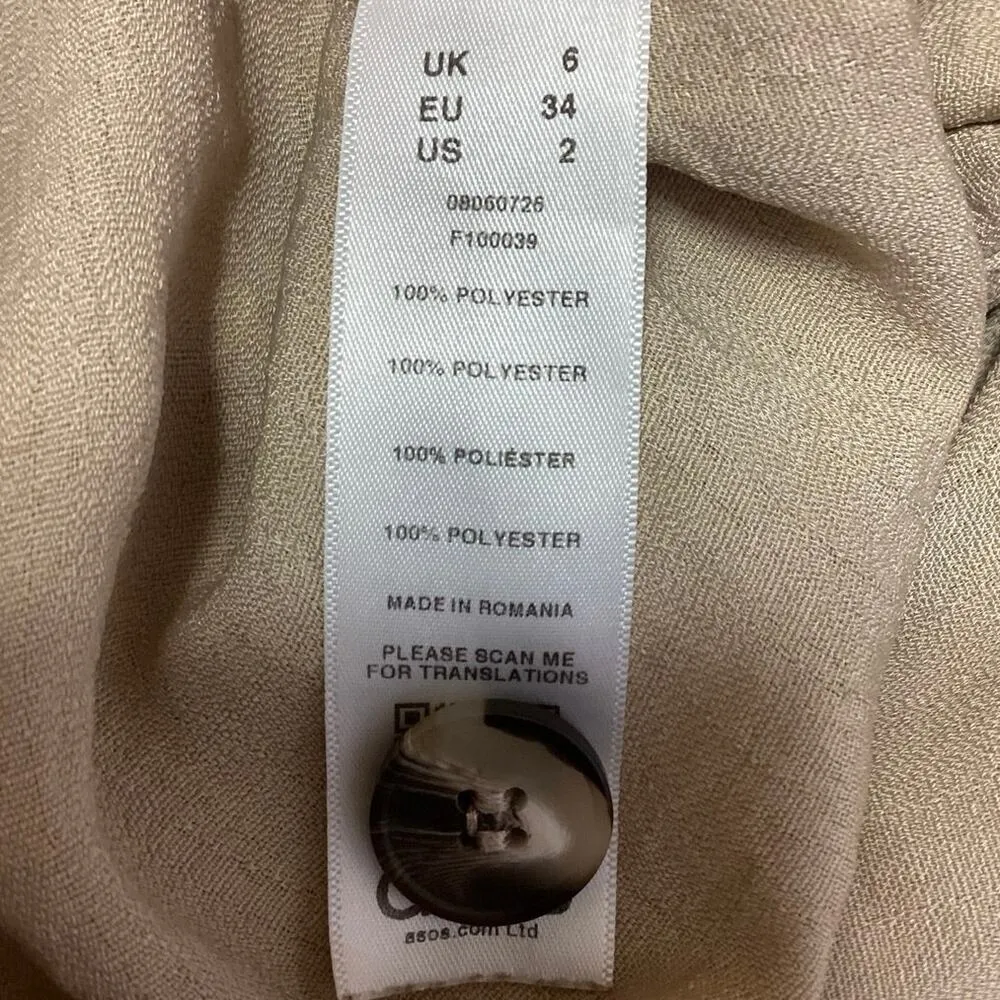 UK 6
EU 34
US 2
08060726
F100039
100% POLYESTER
100% POLYESTER
100% POLIÉSTER
100% POLYESTER
MADE IN ROMANIA
PLEASE SCAN ME
FOR TRANSLATIONS
asos.com Ltd